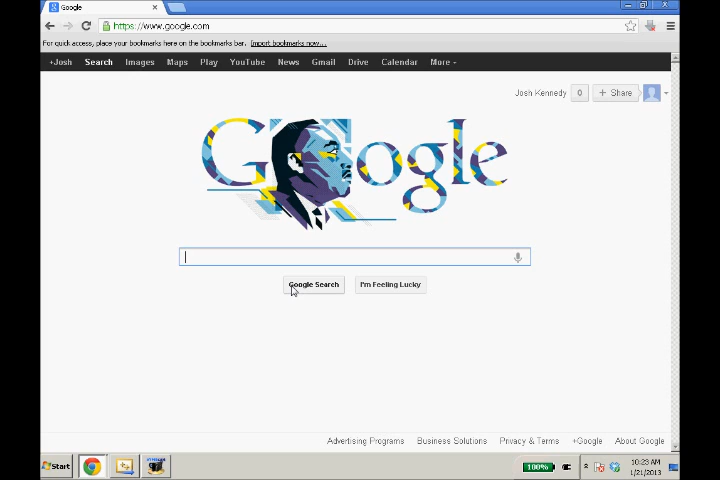 Google
https://www.google.com
For quick access, place your bookmarks here on the bookmarks bar. Import bookmarks now...
+Josh Search Images Maps Play YouTube News Gmail Drive Calendar More
Josh Kennedy 0 + Share
Google
Google Search I'm Feeling Lucky
Advertising Programs Business Solutions Privacy & Terms +Google About Google
Start 100% 10:23 AM
1/21/2013